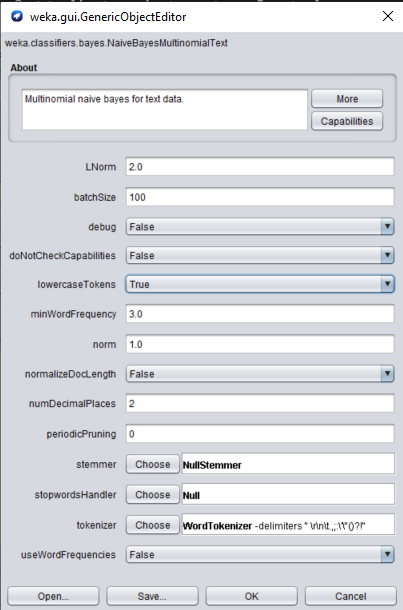 weka.gui.GenericObjectEditor
weka.classifiers.bayes.NaiveBayesMultinomialText
About
Multinomial naive bayes for text data.
More
Capabilities
LNorm 2.0
batchSize 100
debug False
doNotCheckCapabilities False
lowercaseTokens True
minWordFrequency 3.0
norm 1.0
normalizeDocLength False
numDecimalPlaces 2
periodicPruning 0
stemmer Choose NullStemmer
stopwordsHandler Choose Null
tokenizer Choose WordTokenizer -delimiters " \r\n\t.,;:\'\"()?!"
useWordFrequencies False
Open... Save... OK Cancel